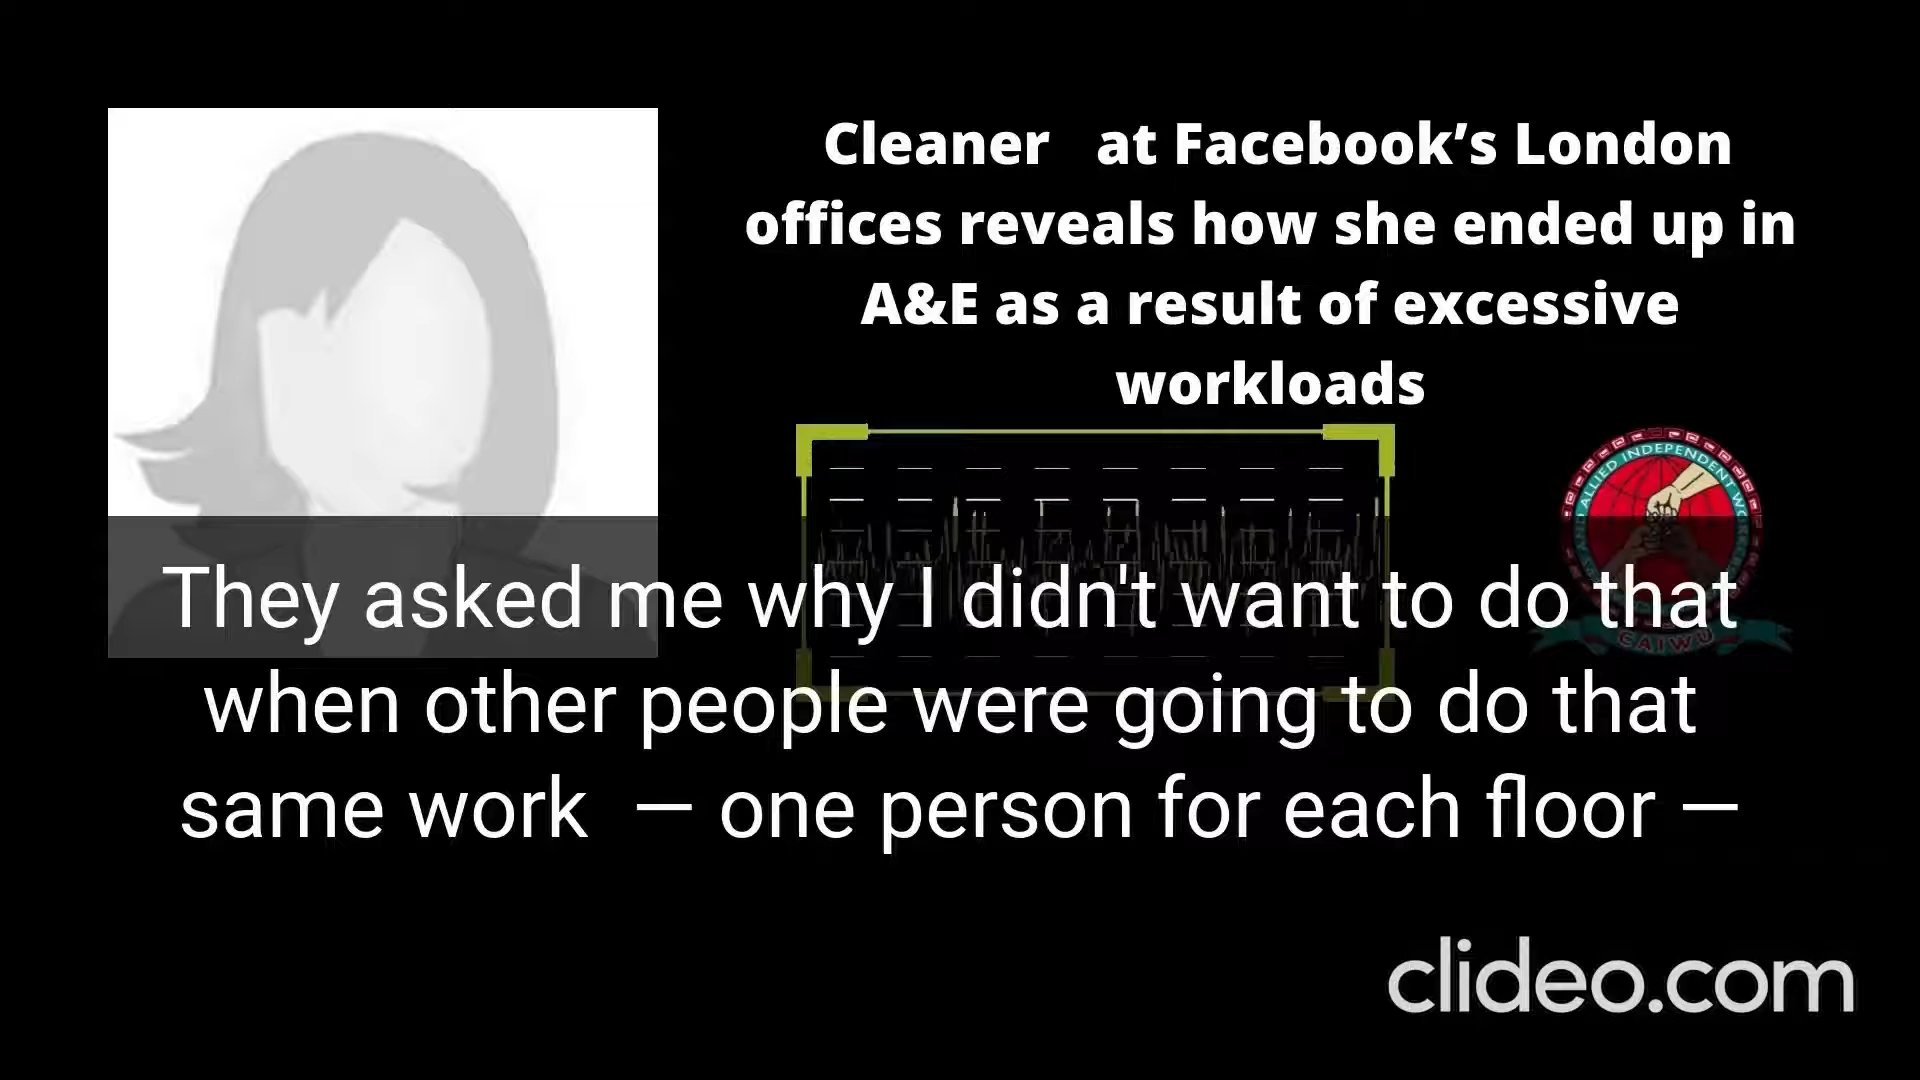 Cleaner at Facebook’s London
offices reveals how she ended up in
A&E as a result of excessive
workloads
AND ALLIED INDEPENDENT WORKERS
CAIWU
They asked me why I didn't want to do that
when other people were going to do that
same work — one person for each floor —
clideo.com